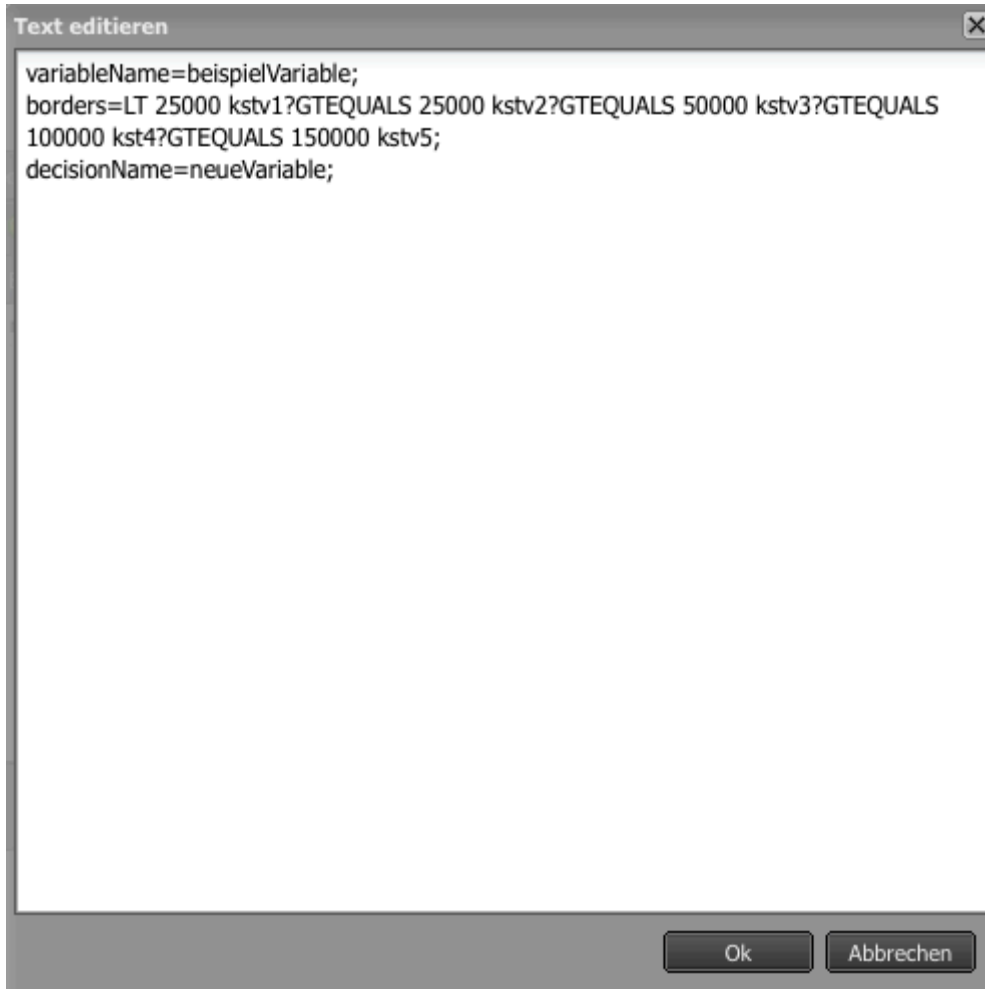 Text editieren
variableName=beispielVariable;
borders=LT 25000 kstv1?GTEQUALS 25000 kstv2?GTEQUALS 50000 kstv3?GTEQUALS
100000 kst4?GTEQUALS 150000 kstv5;
decisionName=neueVariable;
Ok
Abbrechen